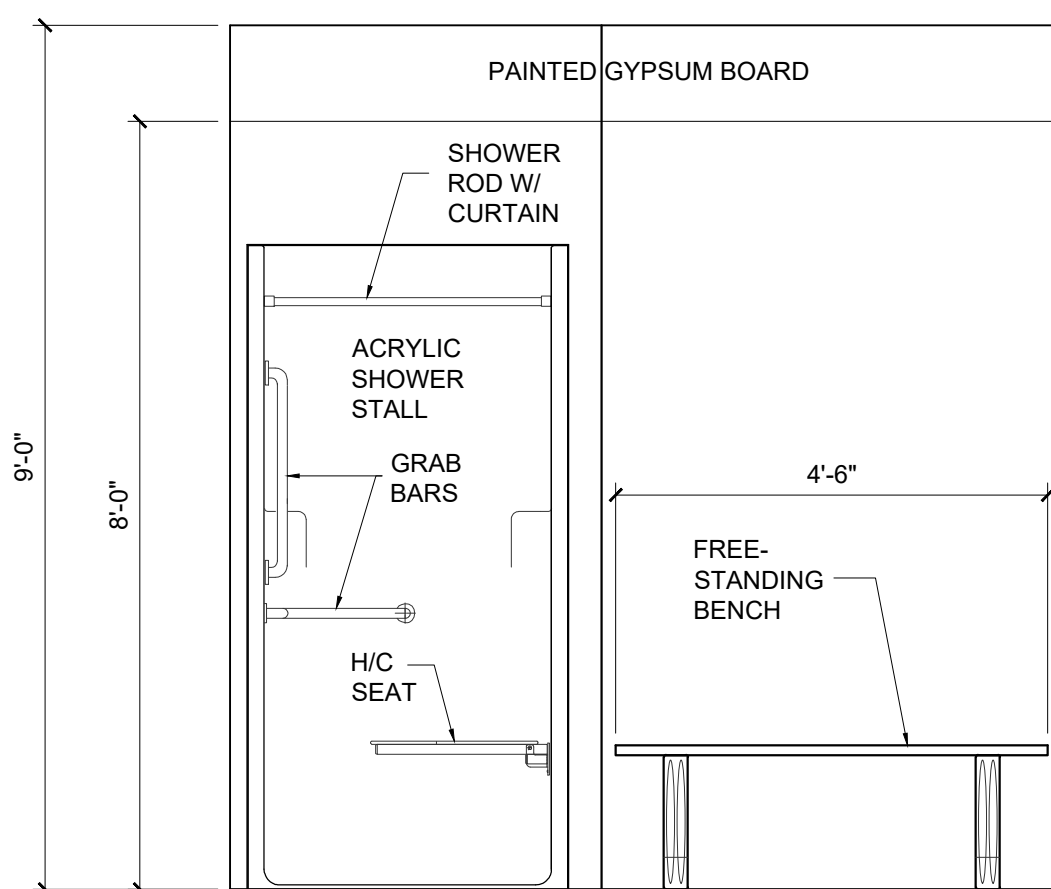 PAINTED GYPSUM BOARD
SHOWER
ROD W/
CURTAIN
ACRYLIC
SHOWER
STALL
GRAB
BARS
H/C
SEAT
9'-0"
8'-0"
4'-6"
FREE-
STANDING
BENCH